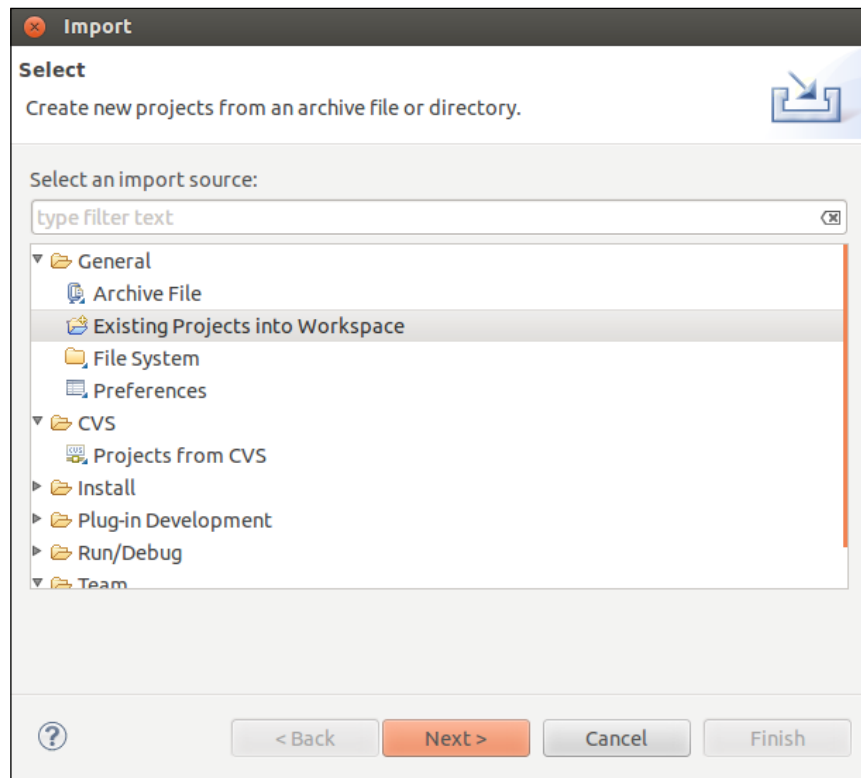 Import
Select
Create new projects from an archive file or directory.
Select an import source:
type filter text
General
Archive File
Existing Projects into Workspace
File System
Preferences
CVS
Projects from CVS
Install
Plug-in Development
Run/Debug
Team
? < Back Next > Cancel Finish